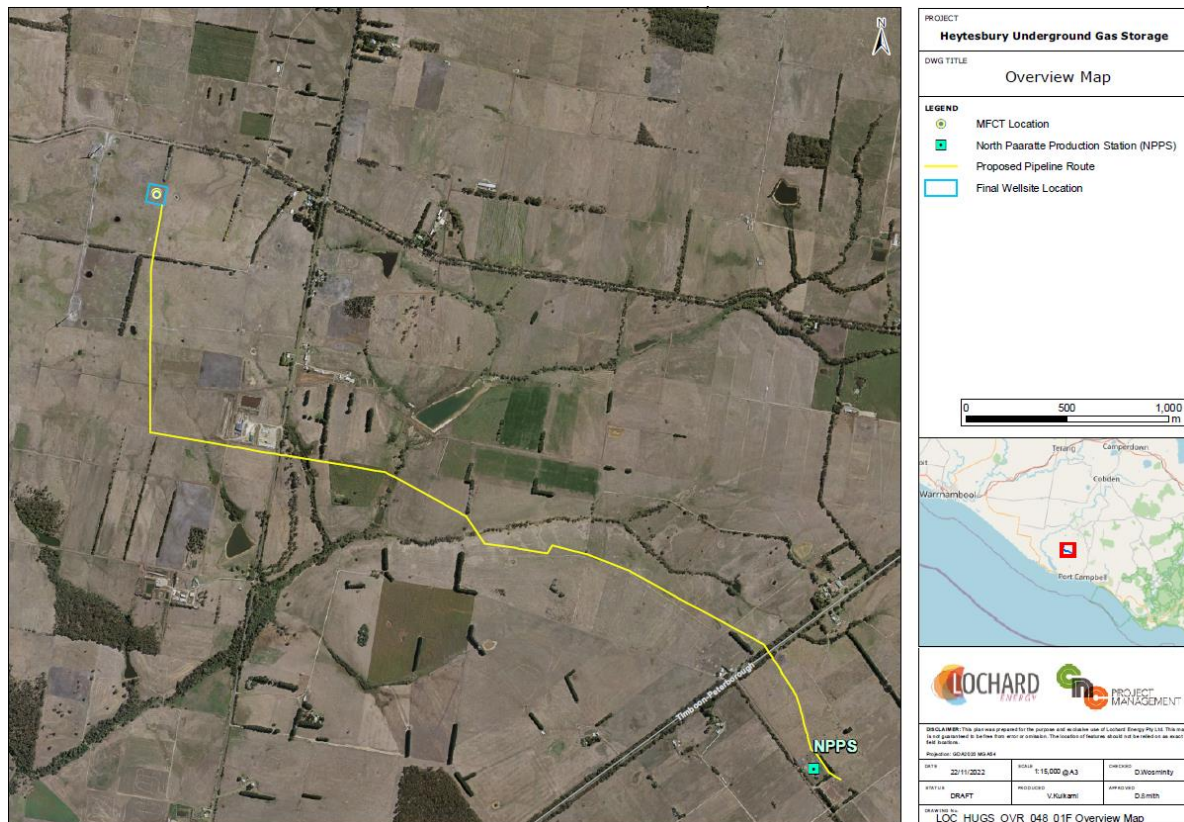 N
Timboon-Peterborough
NPPS
PROJECT
Heytesbury Underground Gas Storage
DWG TITLE
Overview Map
LEGEND
MFCT Location
North Paaratte Production Station (NPPS)
Proposed Pipeline Route
Final Wellsite Location
0 500 1,000
m
Terang Camperdown
Cobden
Warrnambool
Port Campbell
LOCHARD
ENERGY
CNC PROJECT
MANAGEMENT
DISCLAIMER: This plan was prepared for the purpose and exclusive use of Lochard Energy Pty Ltd. This ma
is not guaranteed to be free from error or omission. The location of features should not be relied on as exact
field locations.
Projection: GDA2020 MGA54
DATE 22/11/2022 SCALE 1:15,000 @A3 CHECKED D.Wosminity
STATUS DRAFT PRODUCED V.Kulkarni APPROVED D.Smith
DRAWING No.
LOC_HUGS_OVR_048_01F Overview Map